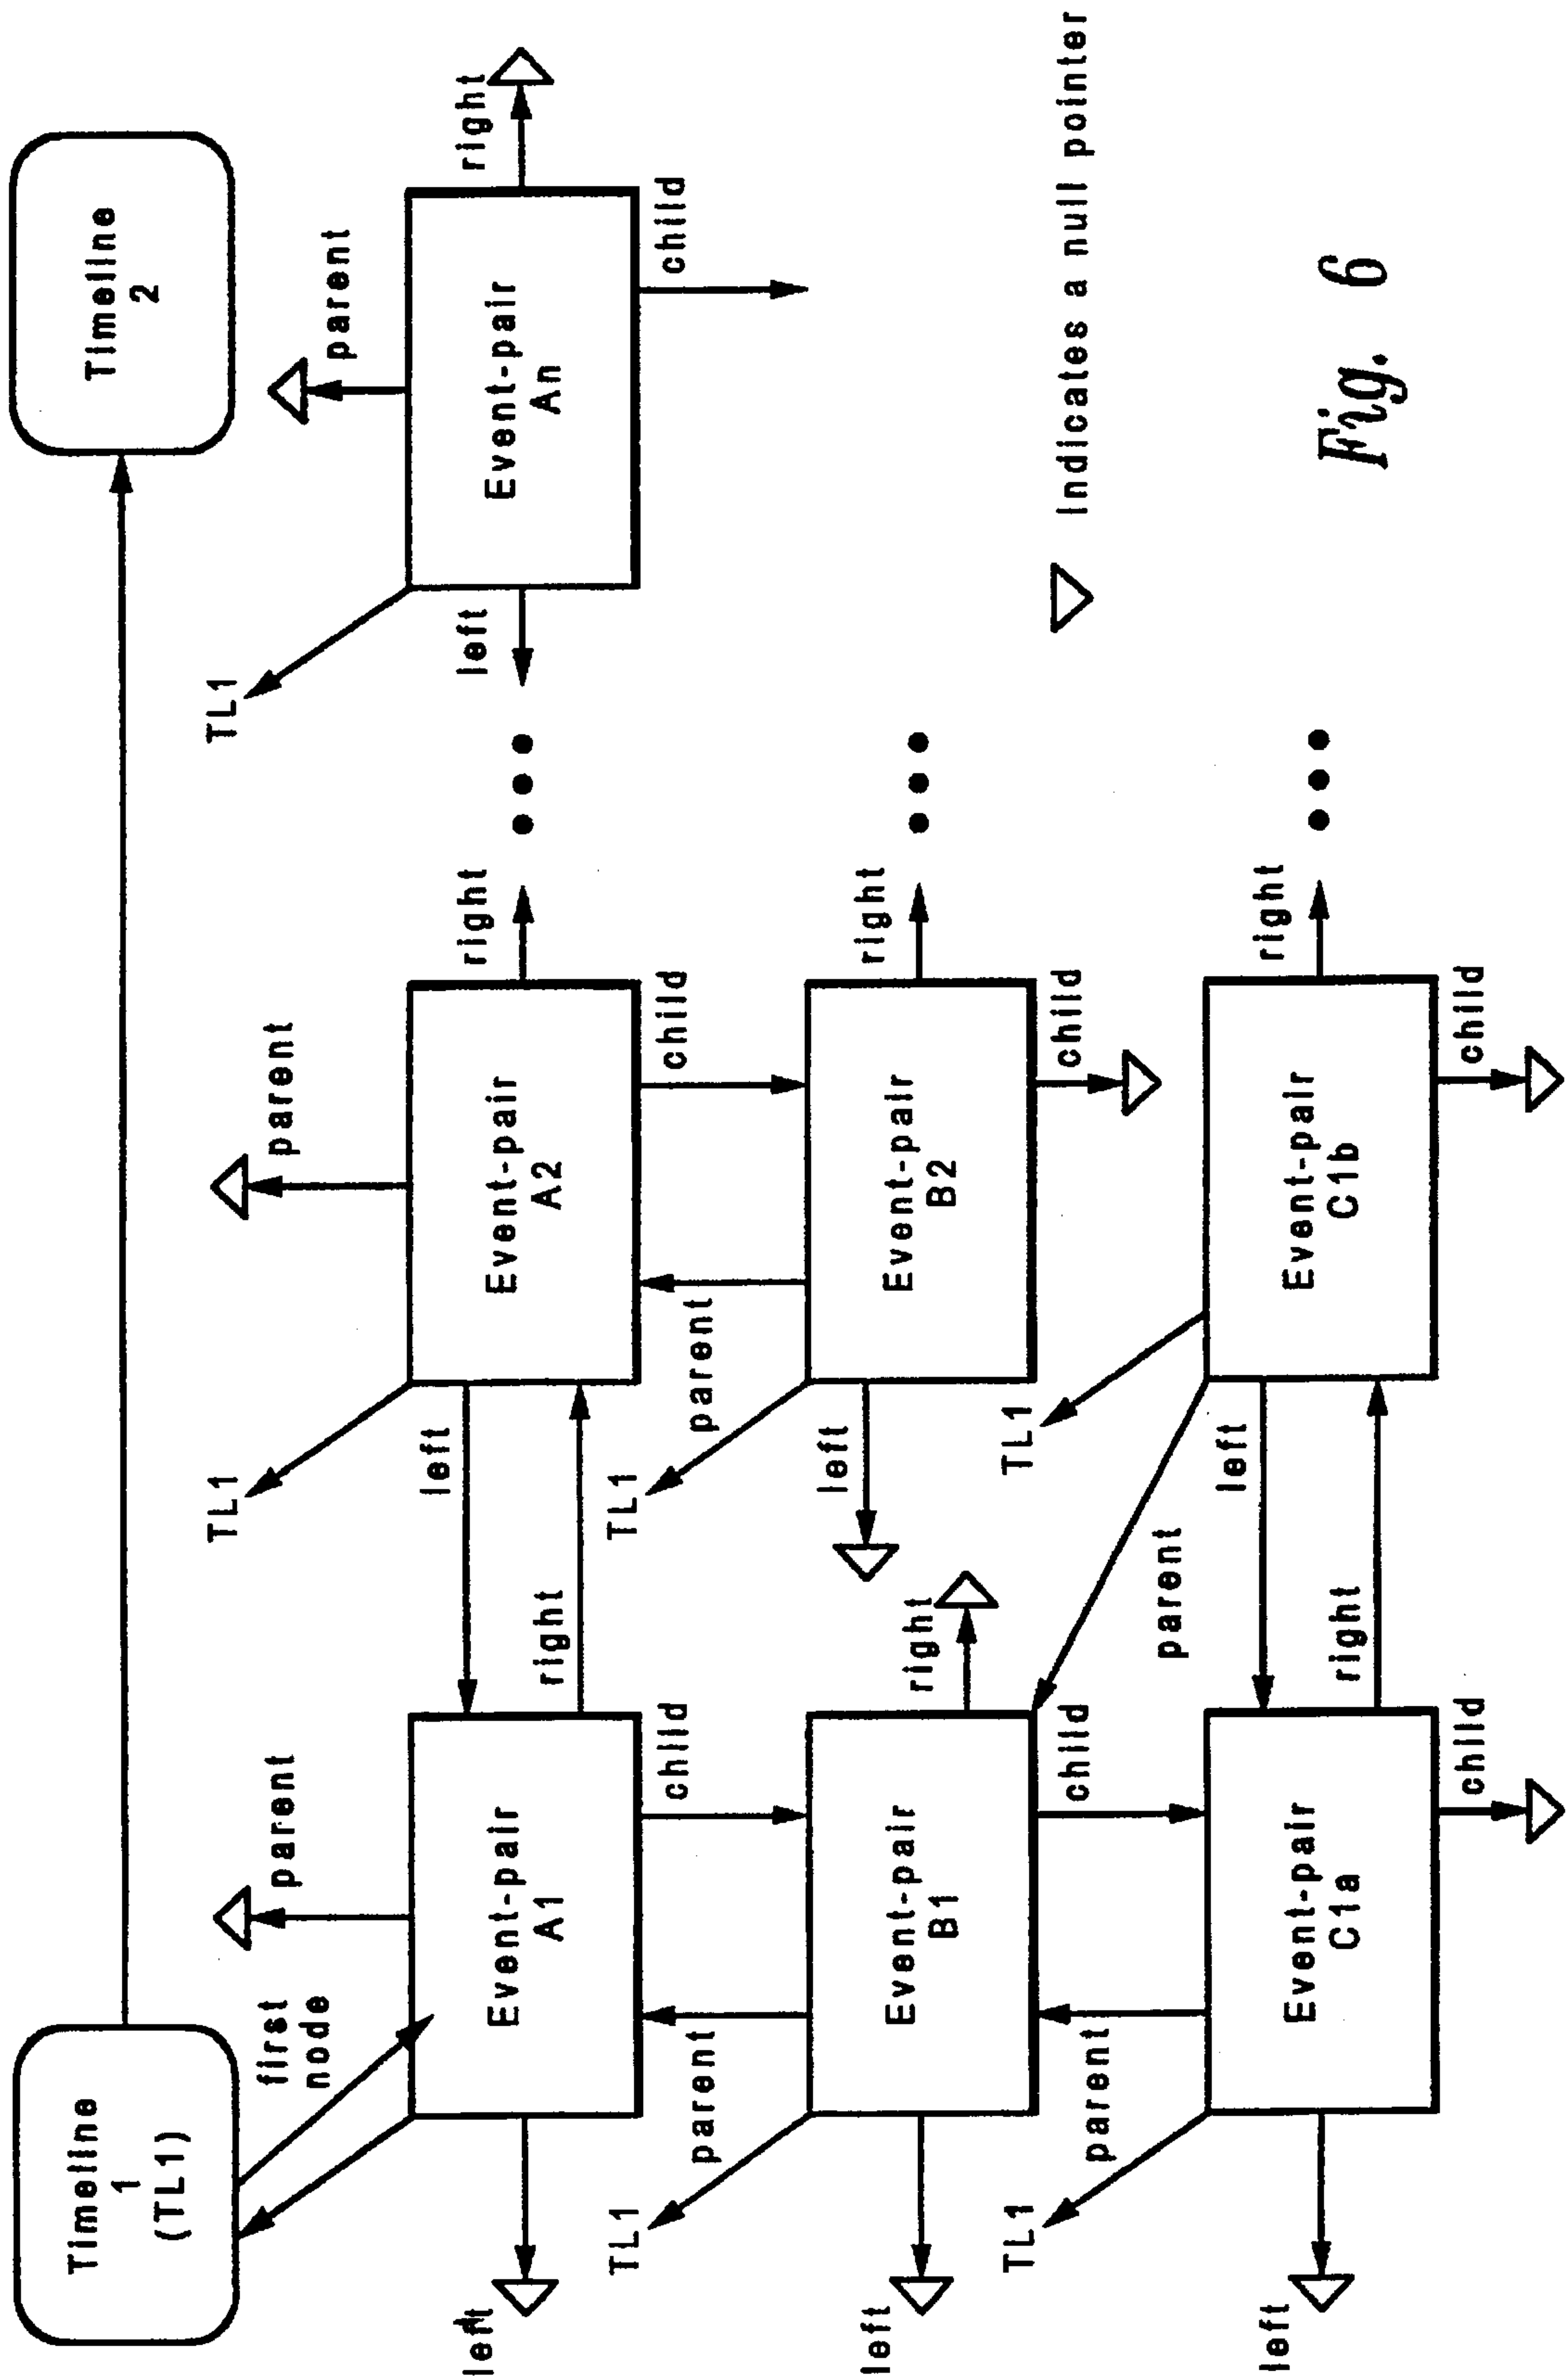 Timeline
1
(TL1)
Timeline
2
first
node
parent
TL1
parent
TL1
parent
left
Event-pair
A1
left
right
Event-pair
A2
right
left
Event-pair
An
right
child
child
child
TL1
parent
TL1
parent
left
Event-pair
B1
right
left
Event-pair
B2
right
child
child
TL1
parent
parent
TL1
left
Event-pair
C1a
left
right
Event-pair
C1b
right
child
child
Indicates a null pointer
Fig. 6